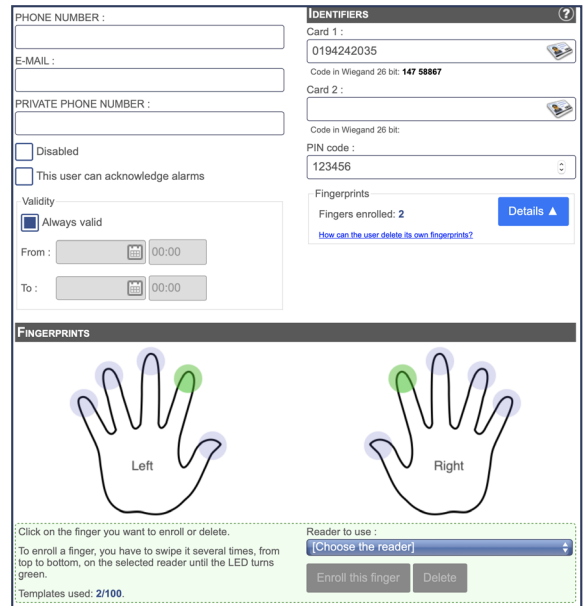 PHONE NUMBER :
E-MAIL :
PRIVATE PHONE NUMBER :
Disabled
This user can acknowledge alarms
Validity
Always valid
From :
00:00
To :
00:00
IDENTIFIERS
?
Card 1 :
0194242035
Code in Wiegand 26 bit: 147 58867
Card 2 :
Code in Wiegand 26 bit:
PIN code :
123456
Fingerprints
Fingers enrolled: 2
Details ▲
How can the user delete its own fingerprints?
FINGERPRINTS
Left
Right
Click on the finger you want to enroll or delete.
To enroll a finger, you have to swipe it several times, from
top to bottom, on the selected reader until the LED turns
green.
Templates used: 2/100.
Reader to use :
[Choose the reader]
Enroll this finger
Delete